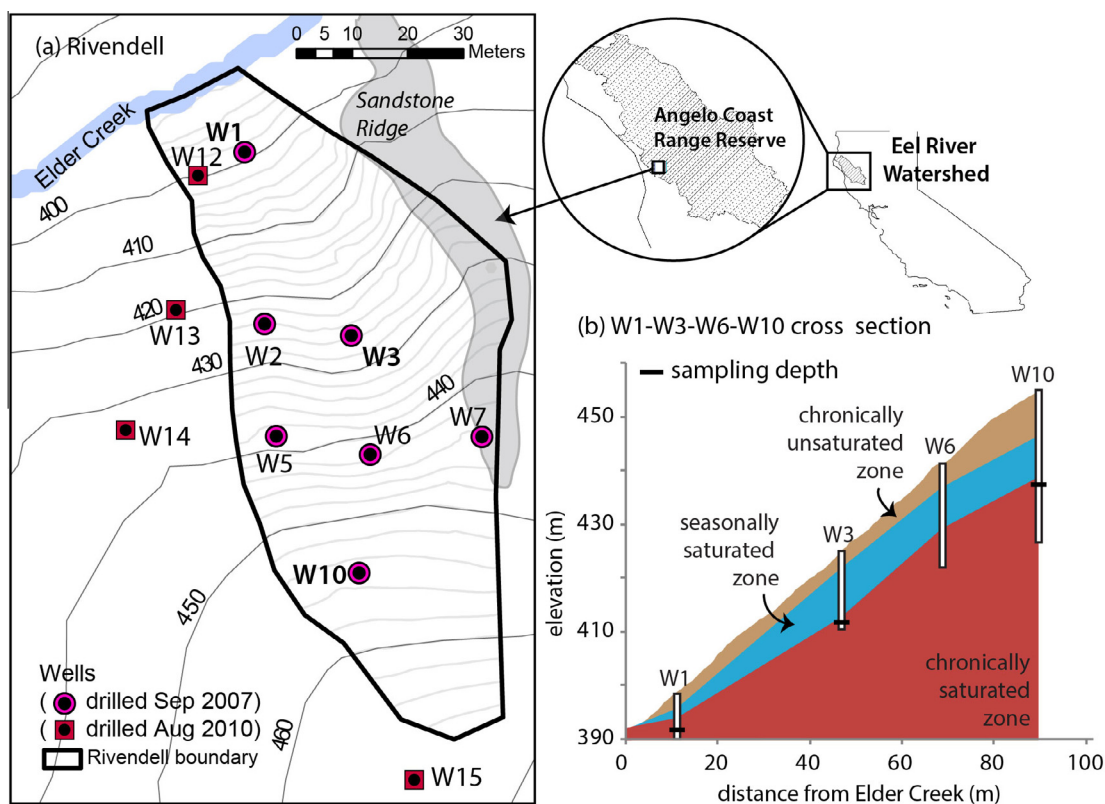 (a) Rivendell
0 10 20 30
Meters
Elder Creek
Sandstone
Ridge
W1
W12
400
410
420
W13
430
W2
W3
440
W14
W5
W6
W7
W10
450
460
W15
Wells
( drilled Sep 2007)
( drilled Aug 2010)
Rivendell boundary
Angelo Coast
Range Reserve
Eel River
Watershed
(b) W1-W3-W6-W10 cross section
sampling depth
W10
W6
W3
W1
chronically
unsaturated
zone
seasonally
saturated
zone
chronically
saturated
zone
450
430
410
390
elevation (m)
0 20 40 60 80 100
distance from Elder Creek (m)